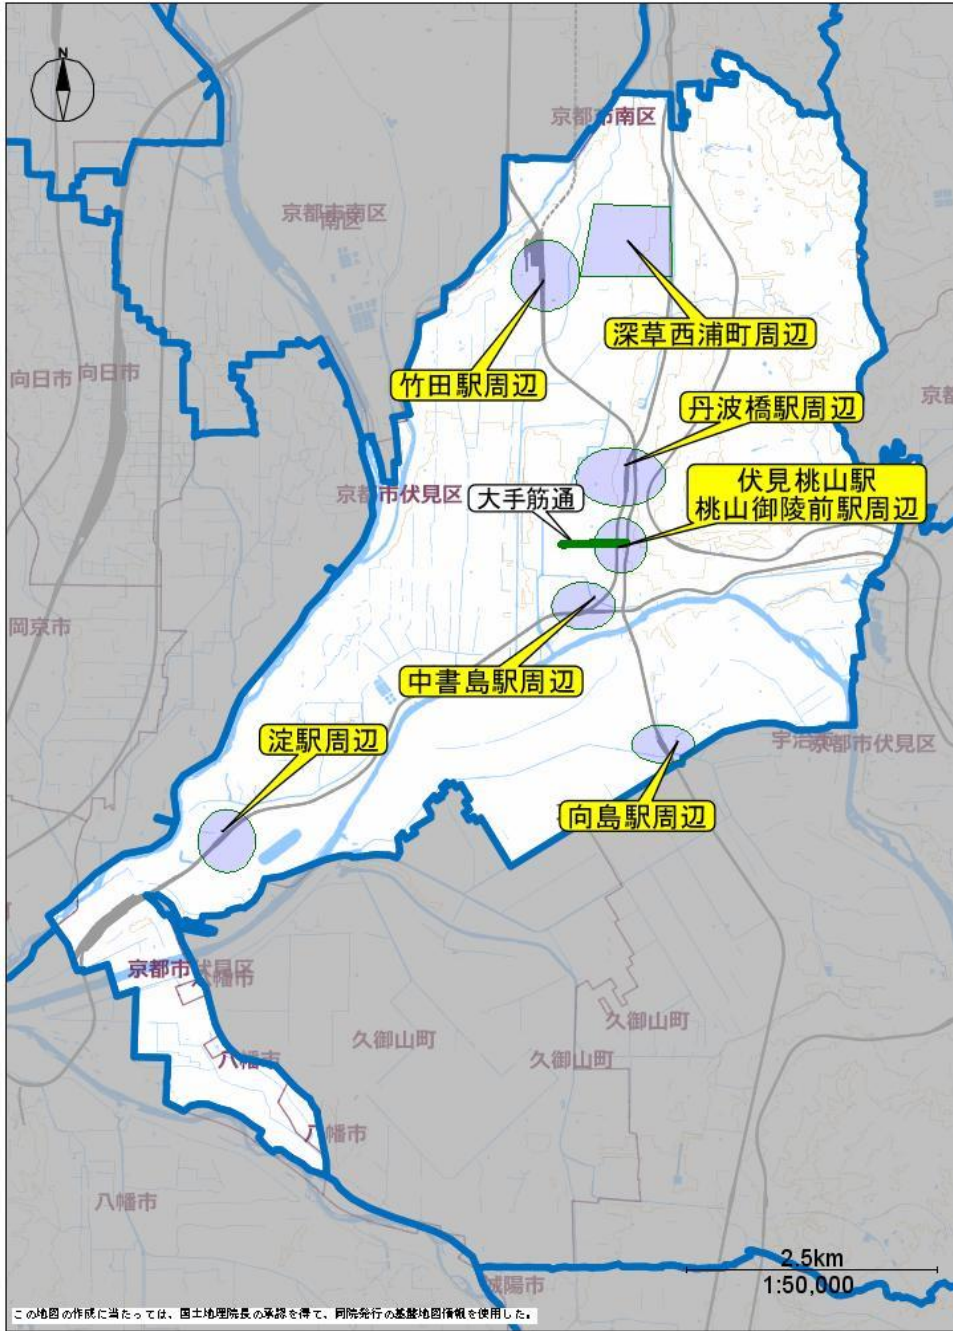 N
京都市南区
京都市南区
南区
深草西浦町周辺
竹田駅周辺
向日市
向日市
丹波橋駅周辺
京都市伏見区
大手筋通
伏見桃山駅
桃山御陵前駅周辺
岡京市
中書島駅周辺
淀駅周辺
京都市伏見区
向島駅周辺
京都市伏見区
八幡市
久御山町
久御山町
八幡市
八幡市
八幡市
城陽市
2.5km
1:50,000
この地図の作成に当たっては、国土地理院長の承認を得て、同院発行の基盤地図情報を使用した。